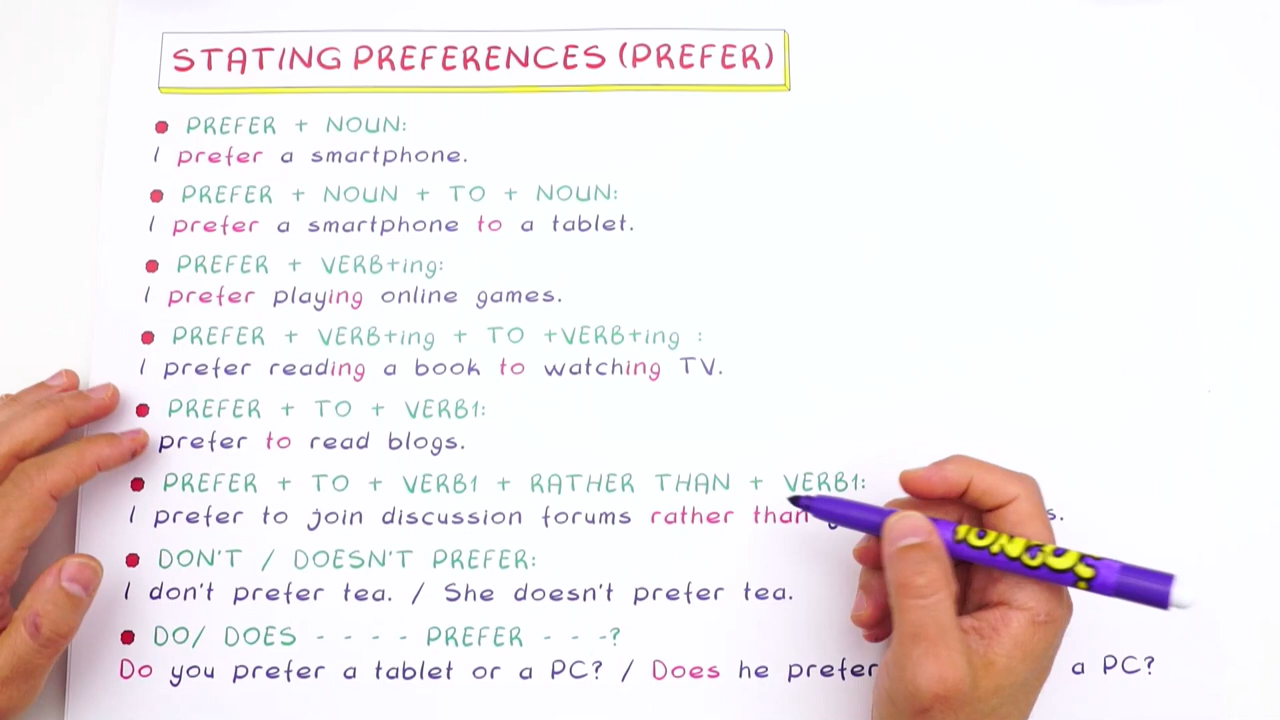 STATING PREFERENCES (PREFER)
• PREFER + NOUN:
I prefer a smartphone.
• PREFER + NOUN + TO + NOUN:
I prefer a smartphone to a tablet.
• PREFER + VERB+ing:
I prefer playing online games.
• PREFER + VERB+ing + TO +VERB+ing :
I prefer reading a book to watching TV.
• PREFER + TO + VERB1:
prefer to read blogs.
• PREFER + TO + VERB1 + RATHER THAN + VERB1:
I prefer to join discussion forums rather than s.
• DON'T / DOESN'T PREFER:
I don't prefer tea. / She doesn't prefer tea.
• DO/ DOES - - - - PREFER - - -?
Do you prefer a tablet or a PC? / Does he prefer a PC?